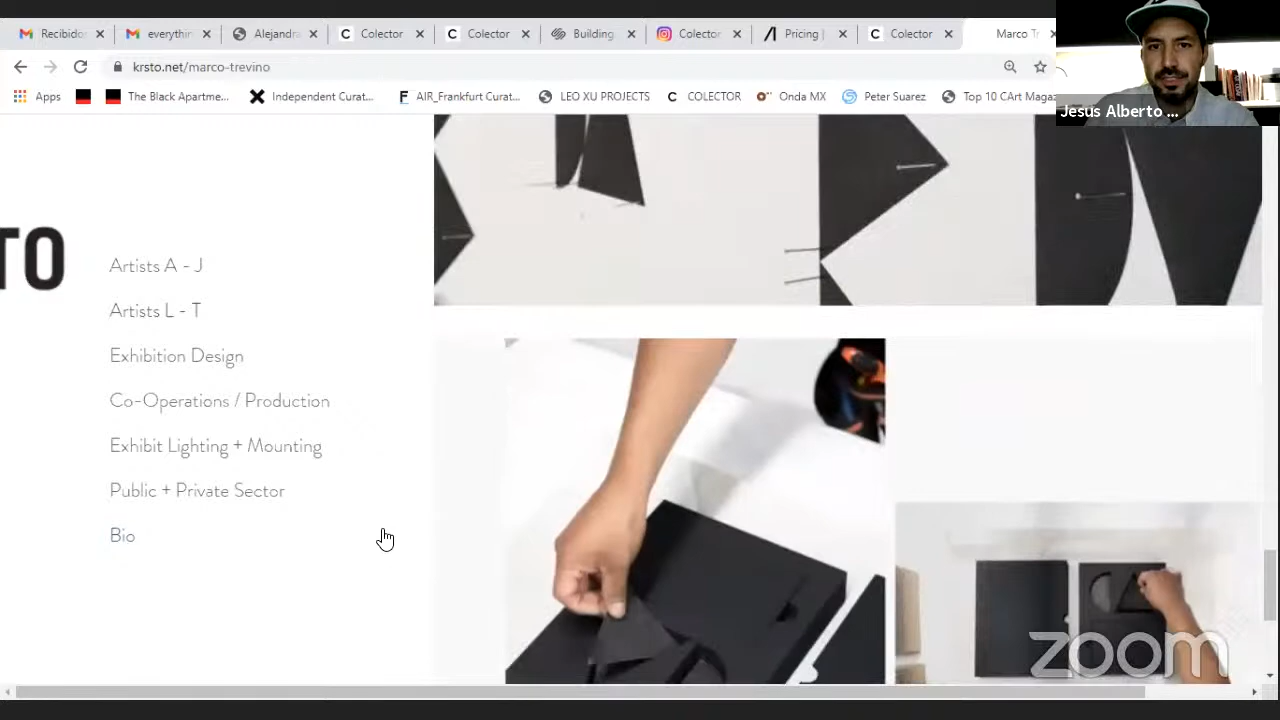 Recibido
everythin
Alejandra
Colector
Colector
Building
Colector
Pricing |
Colector
Marco Tr
krsto.net/marco-trevino
Apps
The Black Apartme...
Independent Curat...
AIR_Frankfurt Curat...
LEO XU PROJECTS
COLECTOR
Onda MX
Peter Suarez
Top 10 CArt Magaz
Jesus Alberto ...
TO
Artists A - J
Artists L - T
Exhibition Design
Co-Operations / Production
Exhibit Lighting + Mounting
Public + Private Sector
Bio
zoom